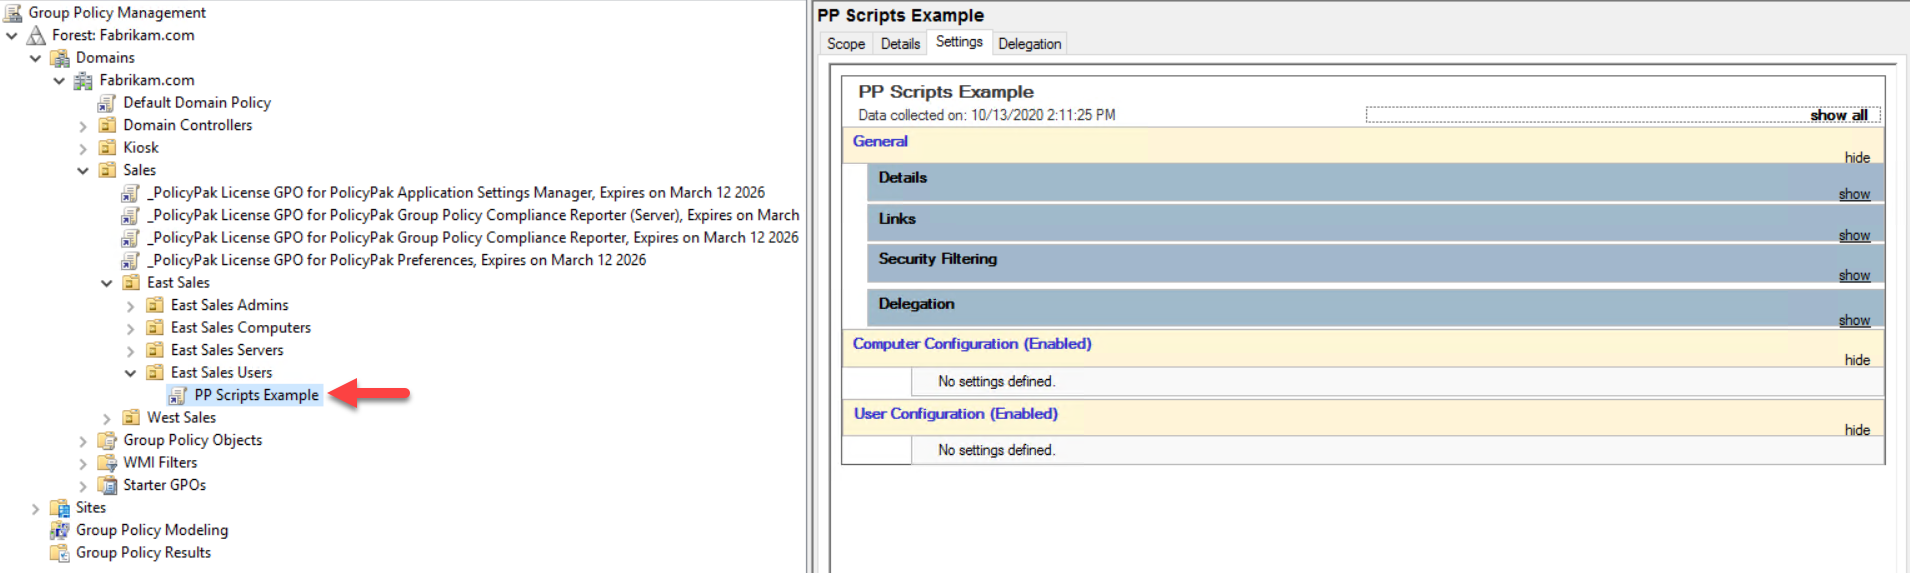 Group Policy Management
Forest: Fabrikam.com
Domains
Fabrikam.com
Default Domain Policy
Domain Controllers
Kiosk
Sales
_PolicyPak License GPO for PolicyPak Application Settings Manager, Expires on March 12 2026
_PolicyPak License GPO for PolicyPak Group Policy Compliance Reporter (Server), Expires on March
_PolicyPak License GPO for PolicyPak Group Policy Compliance Reporter, Expires on March 12 2026
_PolicyPak License GPO for PolicyPak Preferences, Expires on March 12 2026
East Sales
East Sales Admins
East Sales Computers
East Sales Servers
East Sales Users
PP Scripts Example
West Sales
Group Policy Objects
WMI Filters
Starter GPOs
Sites
Group Policy Modeling
Group Policy Results
PP Scripts Example
Scope Details Settings Delegation
PP Scripts Example
Data collected on: 10/13/2020 2:11:25 PM show all
General
hide
Details
show
Links
show
Security Filtering
show
Delegation
show
Computer Configuration (Enabled)
hide
No settings defined.
User Configuration (Enabled)
hide
No settings defined.